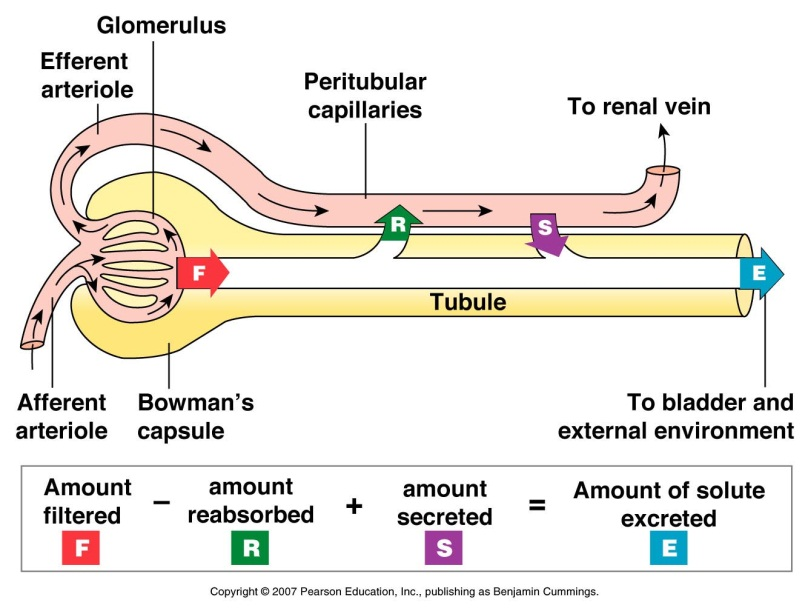 Glomerulus
Efferent
arteriole
Peritubular
capillaries
To renal vein
R
S
F
E
Tubule
Afferent
arteriole
Bowman's
capsule
To bladder and
external environment
Amount
filtered
F
–
amount
reabsorbed
R
+
amount
secreted
S
=
Amount of solute
excreted
E
Copyright © 2007 Pearson Education, Inc., publishing as Benjamin Cummings.